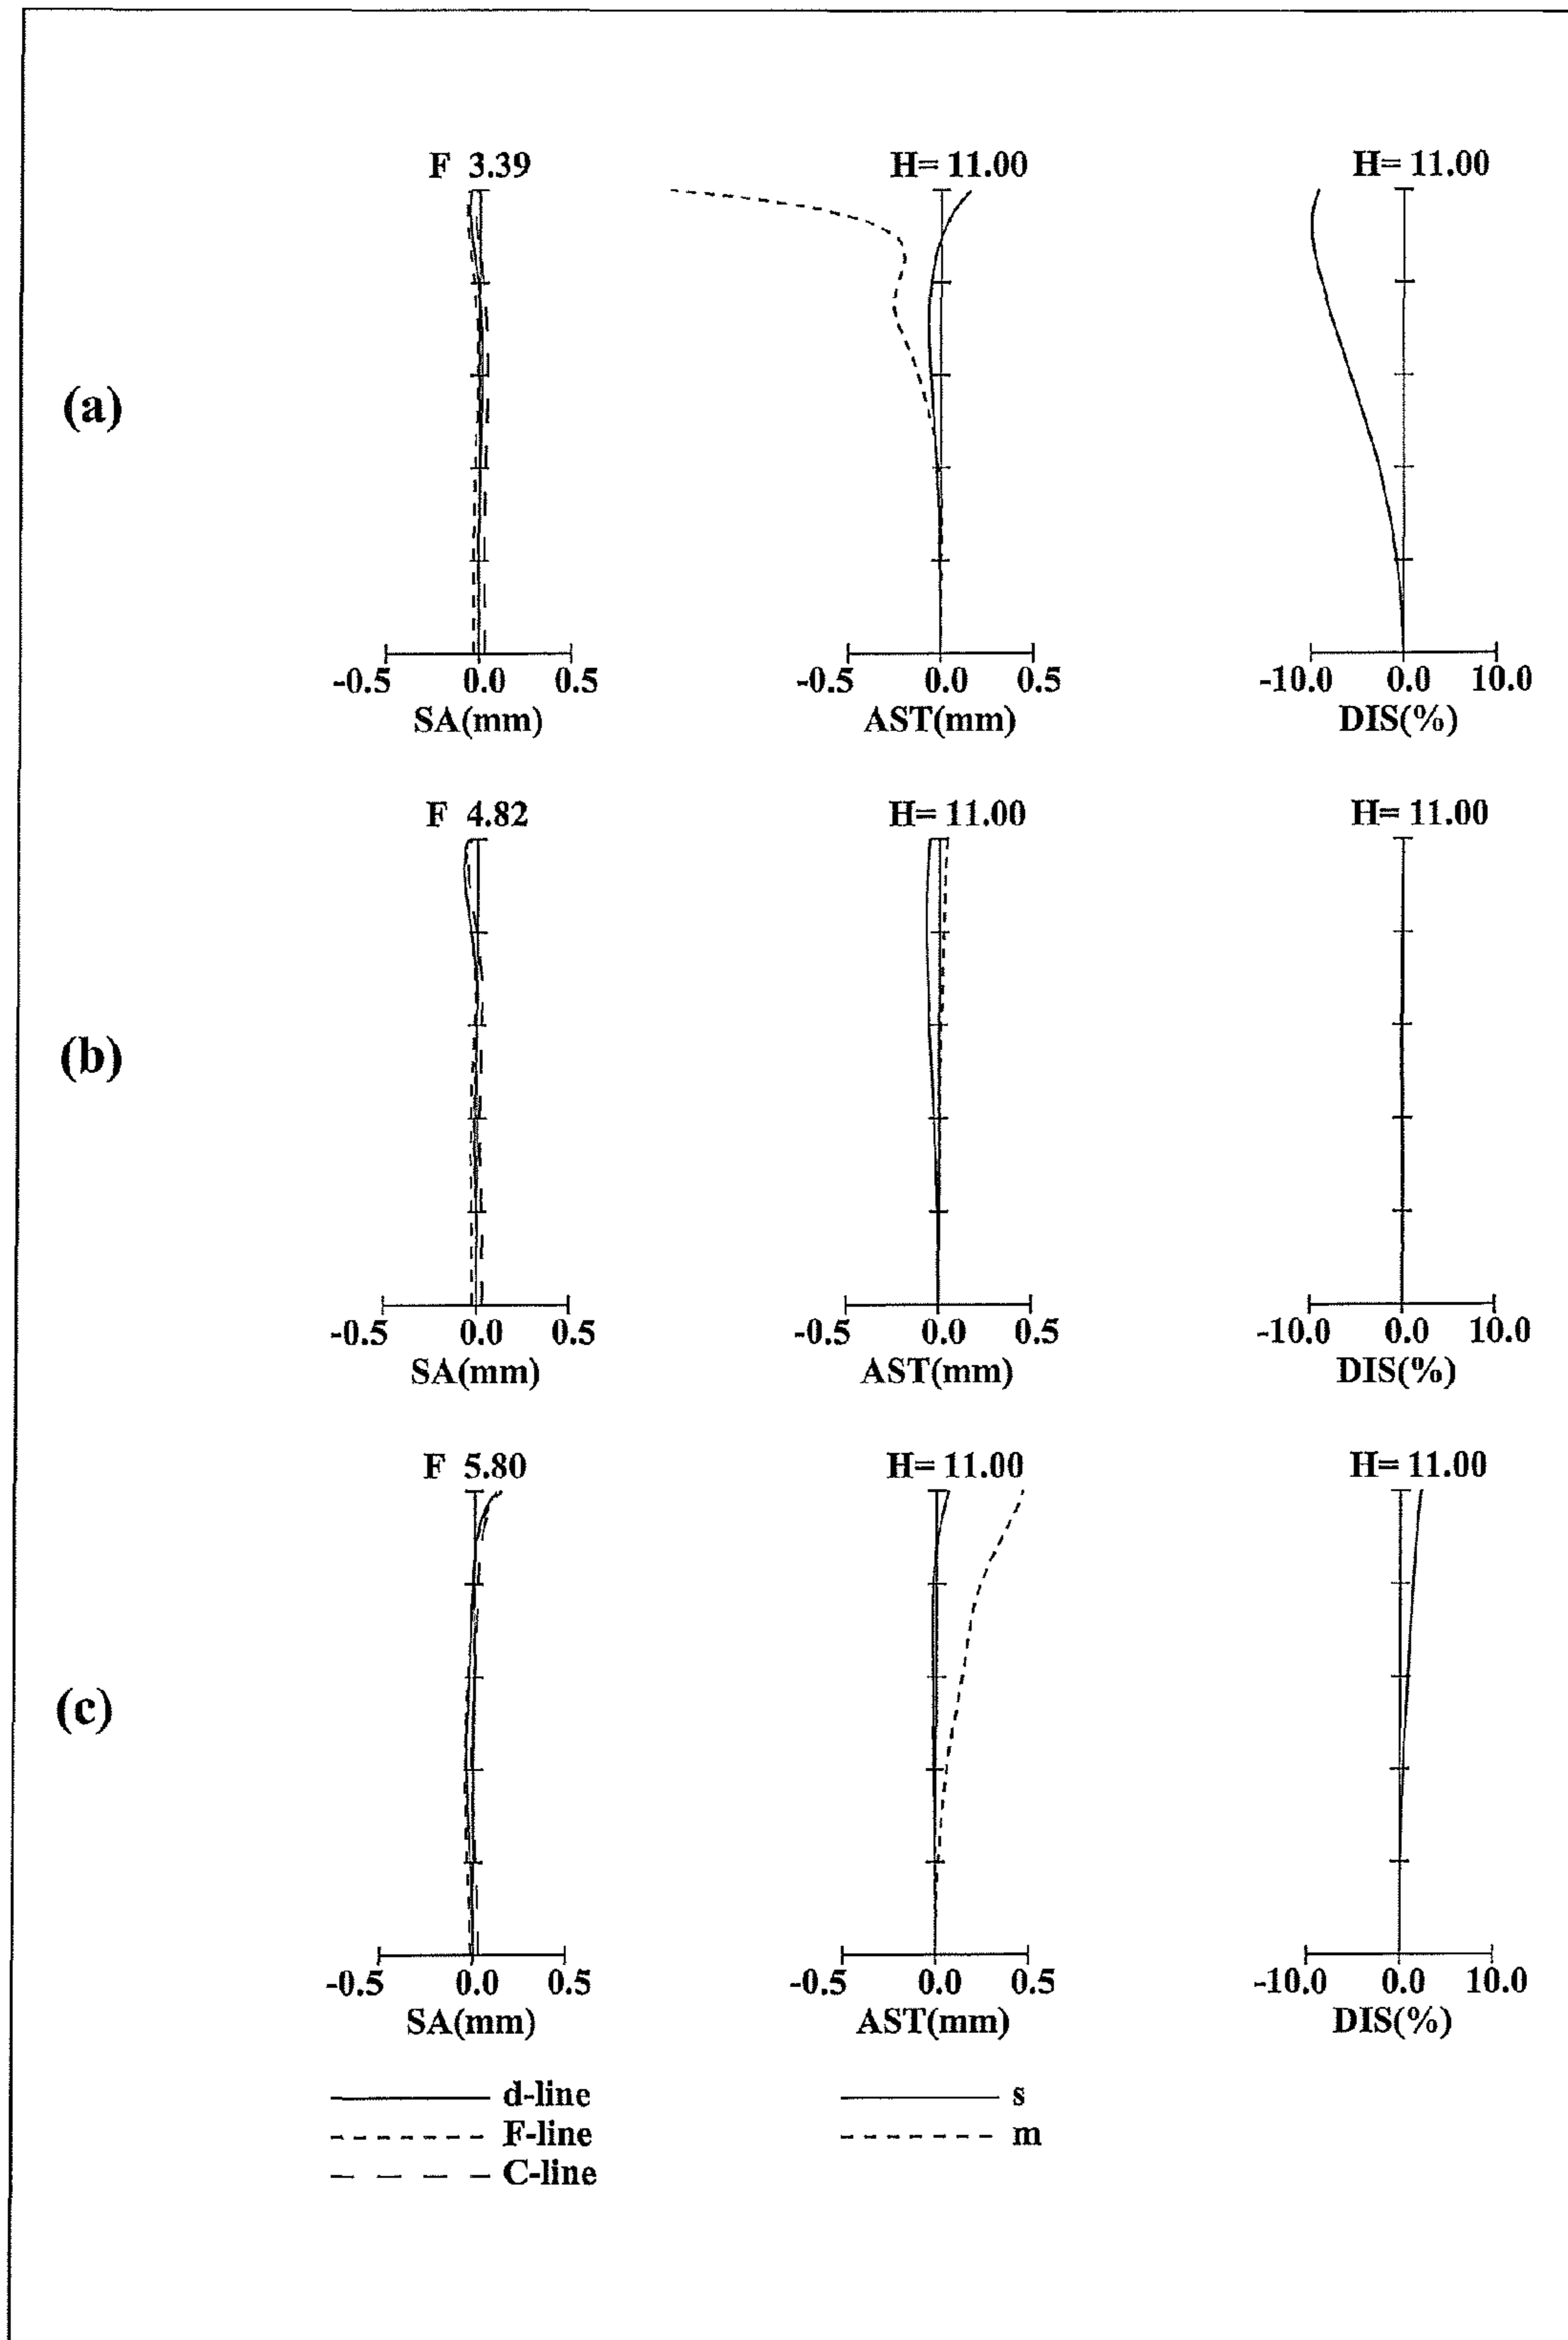 F 3.39 H= 11.00 H= 11.00
(a)
-0.5 0.0 0.5 -0.5 0.0 0.5 -10.0 0.0 10.0
SA(mm) AST(mm) DIS(%)
F 4.82 H= 11.00 H= 11.00
(b)
-0.5 0.0 0.5 -0.5 0.0 0.5 -10.0 0.0 10.0
SA(mm) AST(mm) DIS(%)
F 5.80 H= 11.00 H= 11.00
(c)
-0.5 0.0 0.5 -0.5 0.0 0.5 -10.0 0.0 10.0
SA(mm) AST(mm) DIS(%)
d-line s
F-line m
C-line